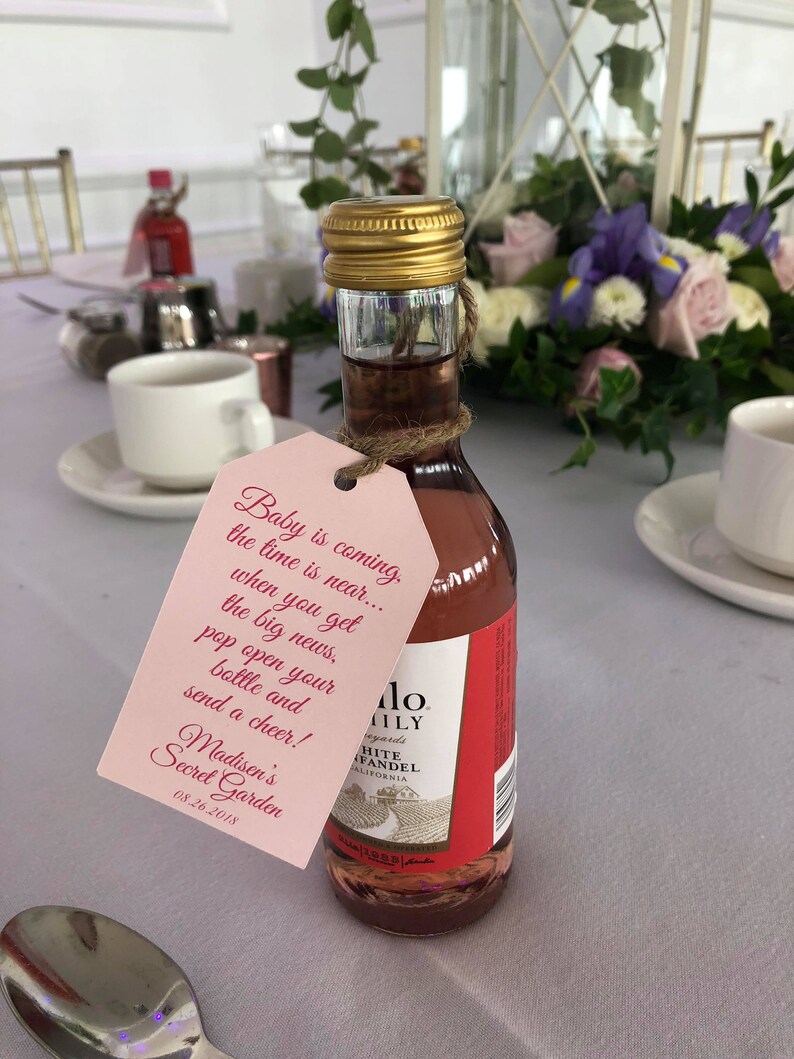 Baby is coming,
the time is near...
when you get
the big news,
pop open your
bottle and
send a cheer!
Madisen's
Secret Garden
08.26.2018
llo
MILY
HITE
NFANDEL
CALIFORNIA